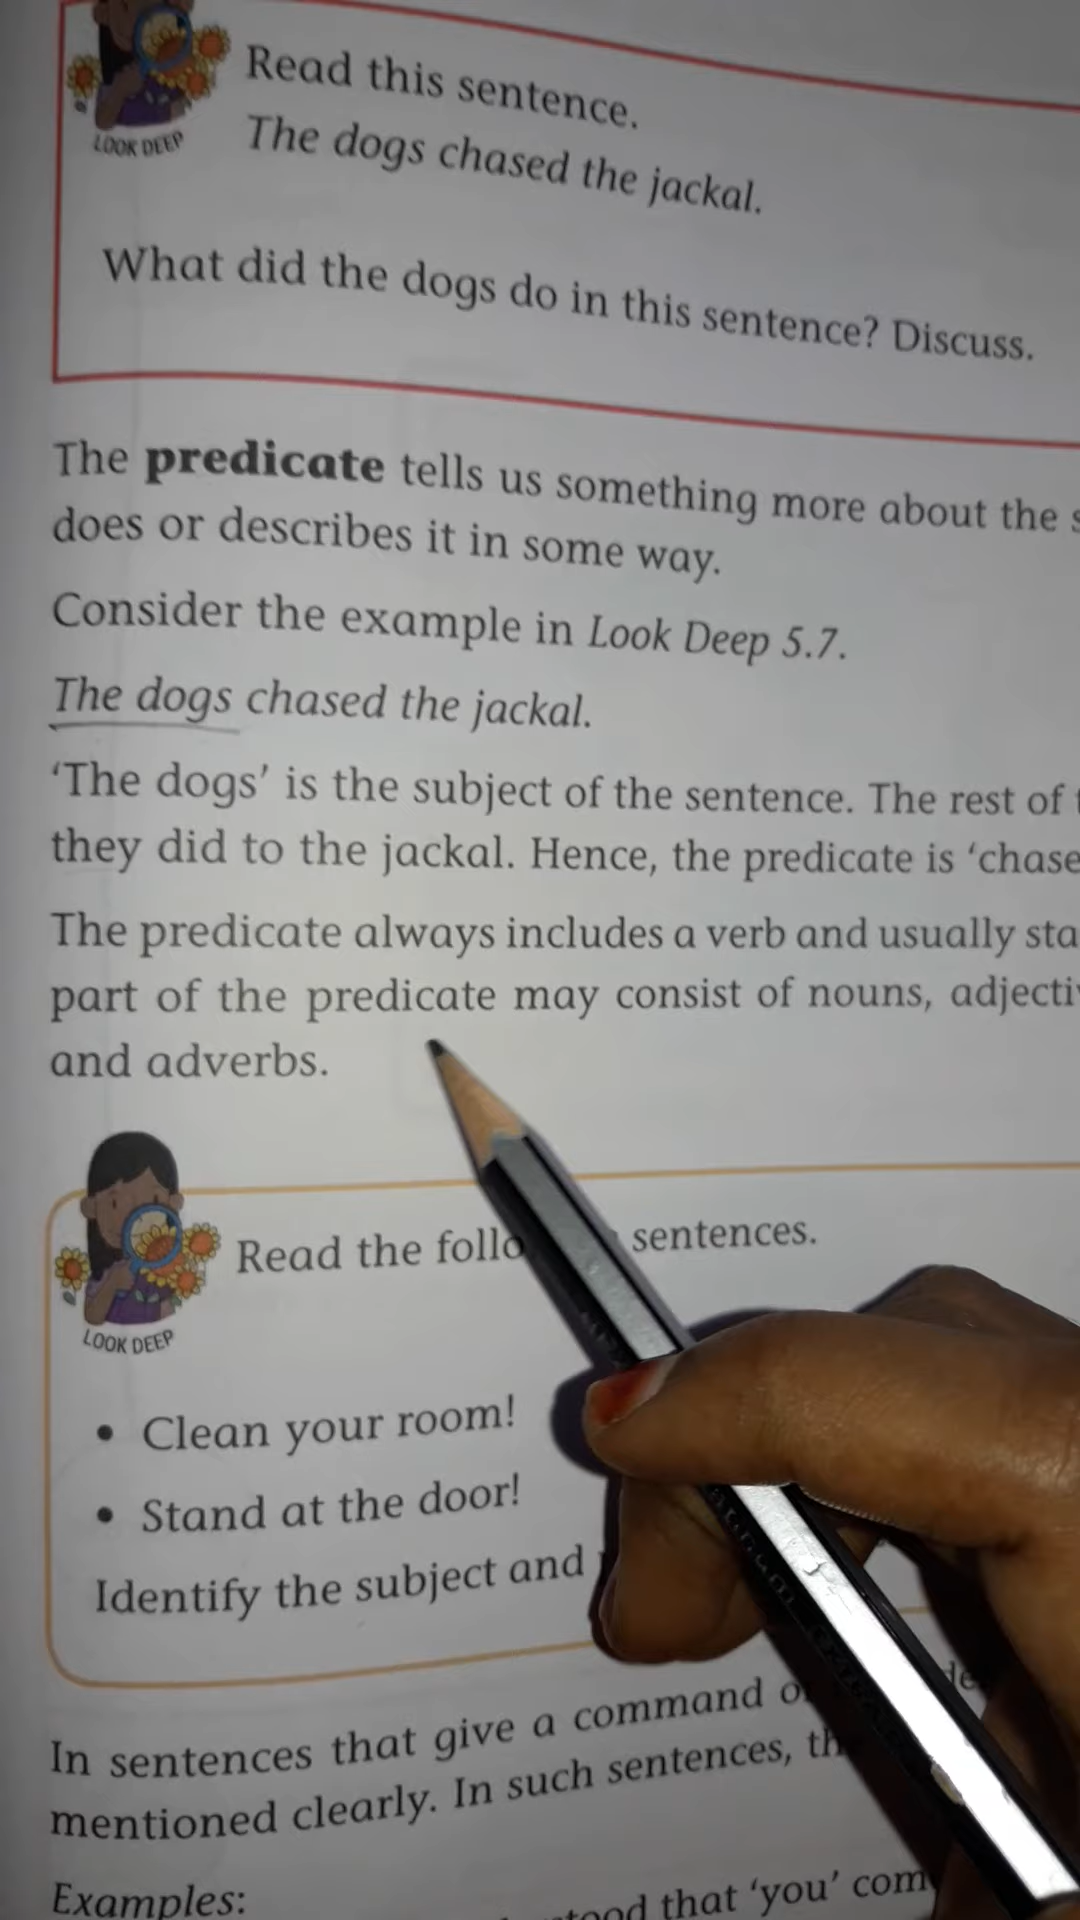 Read this sentence.
The dogs chased the jackal.
LOOK DEEP
What did the dogs do in this sentence? Discuss.
The predicate tells us something more about the
does or describes it in some way.
Consider the example in Look Deep 5.7.
The dogs chased the jackal.
‘The dogs’ is the subject of the sentence. The rest of
they did to the jackal. Hence, the predicate is ‘chase
The predicate always includes a verb and usually sta
part of the predicate may consist of nouns, adjecti
and adverbs.
Read the follo sentences.
LOOK DEEP
• Clean your room!
• Stand at the door!
Identify the subject and
In sentences that give a command
mentioned clearly. In such sentences,
Examples:
that ‘you’ com